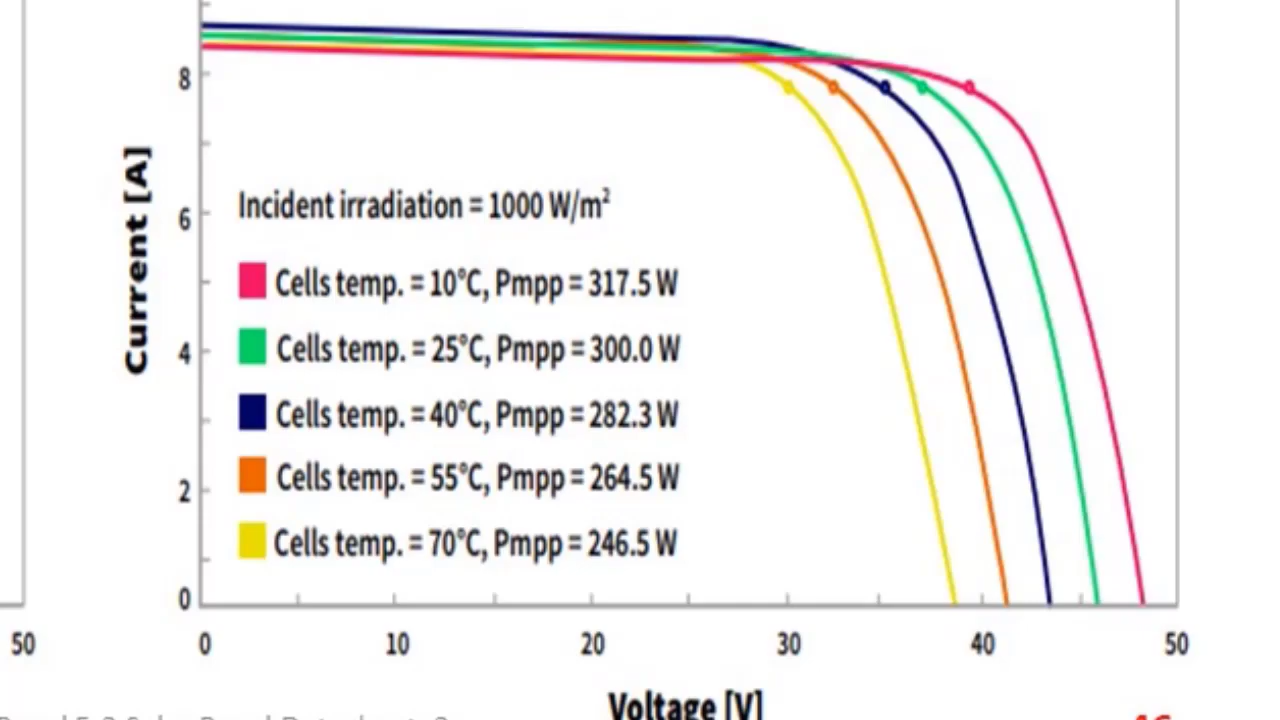 8
6
4
2
0
Current [A]
Incident irradiation = 1000 W/m²
Cells temp. = 10°C, Pmpp = 317.5 W
Cells temp. = 25°C, Pmpp = 300.0 W
Cells temp. = 40°C, Pmpp = 282.3 W
Cells temp. = 55°C, Pmpp = 264.5 W
Cells temp. = 70°C, Pmpp = 246.5 W
50
0 10 20 30 40 50
Voltage [V]